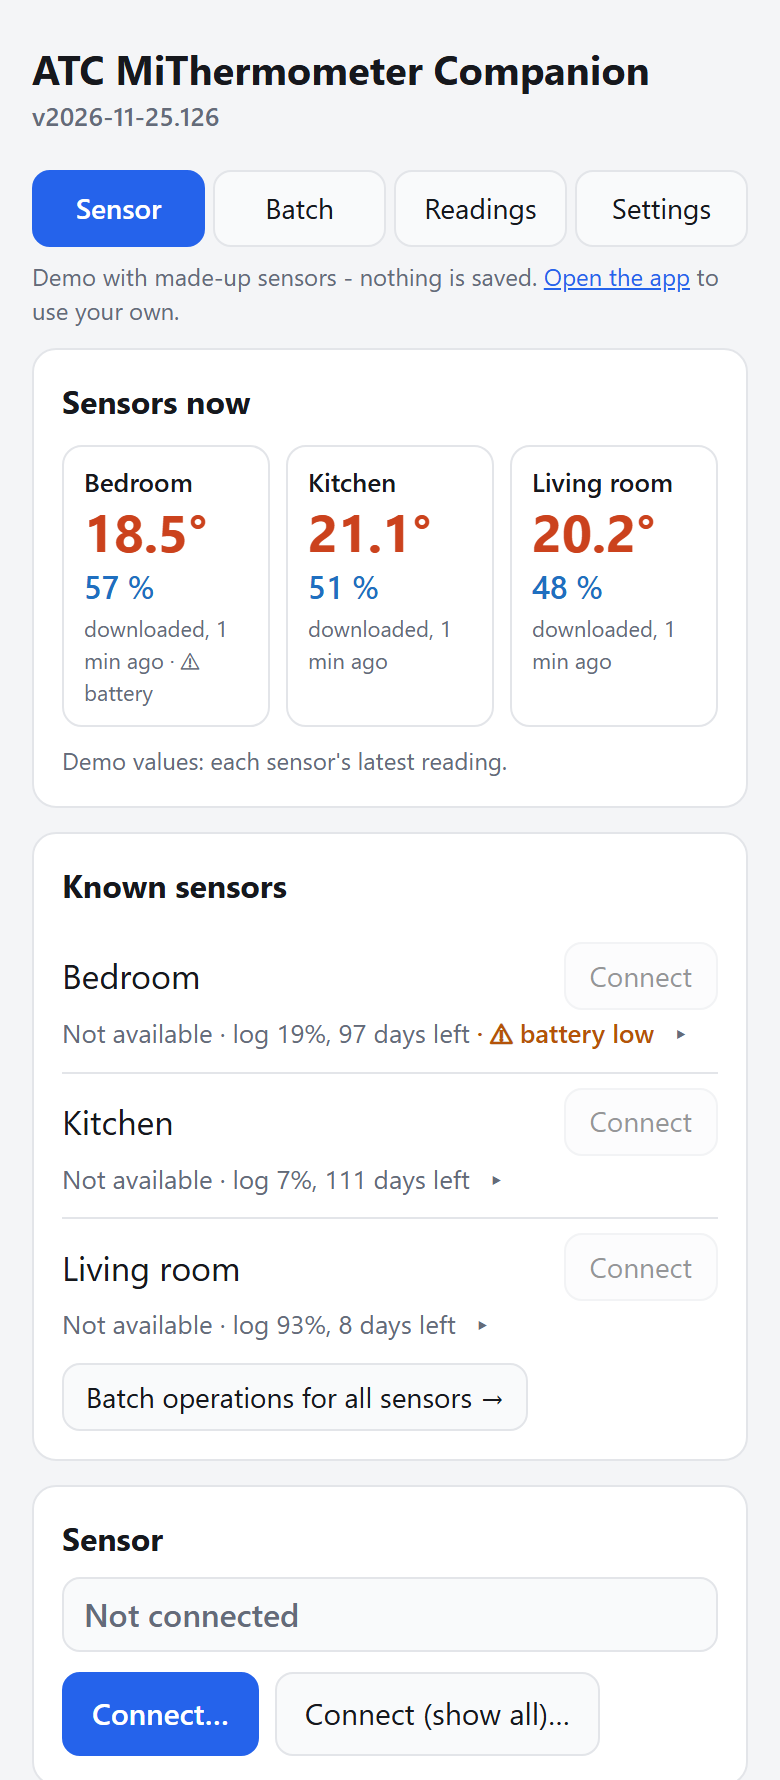 ATC MiThermometer Companion
v2026-11-25.126
Sensor
Batch
Readings
Settings
Demo with made-up sensors - nothing is saved. Open the app to
use your own.
Sensors now
Bedroom
18.5°
57 %
downloaded, 1
min ago · ⚠
battery
Kitchen
21.1°
51 %
downloaded, 1
min ago
Living room
20.2°
48 %
downloaded, 1
min ago
Demo values: each sensor's latest reading.
Known sensors
Bedroom
Connect
Not available · log 19%, 97 days left · ⚠ battery low ▸
Kitchen
Connect
Not available · log 7%, 111 days left ▸
Living room
Connect
Not available · log 93%, 8 days left ▸
Batch operations for all sensors →
Sensor
Not connected
Connect...
Connect (show all)...